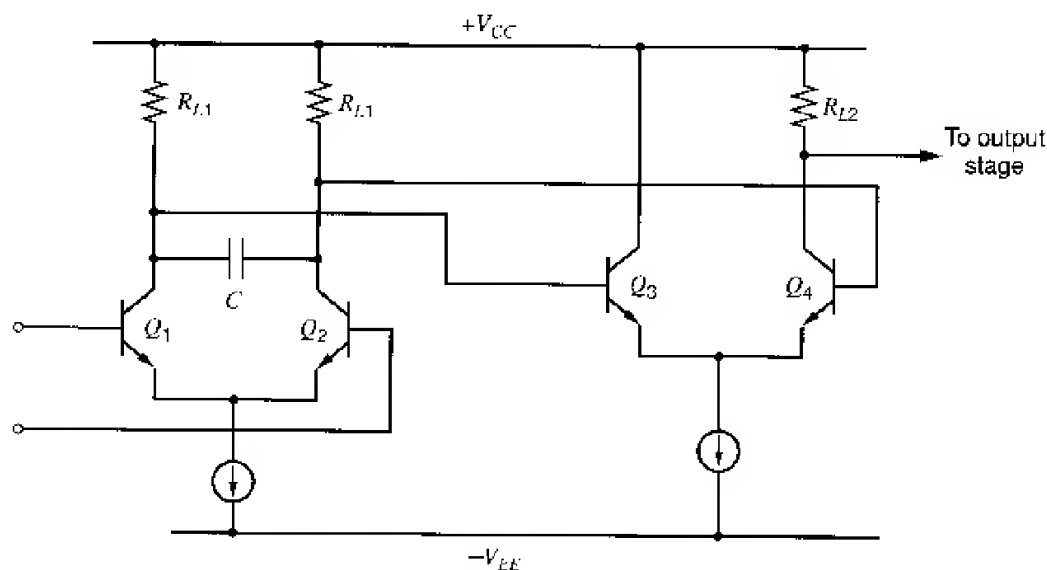 +V_CC
R_L1
R_L1
R_L2
To output
stage
C
Q_1
Q_2
Q_3
Q_4
−V_EE